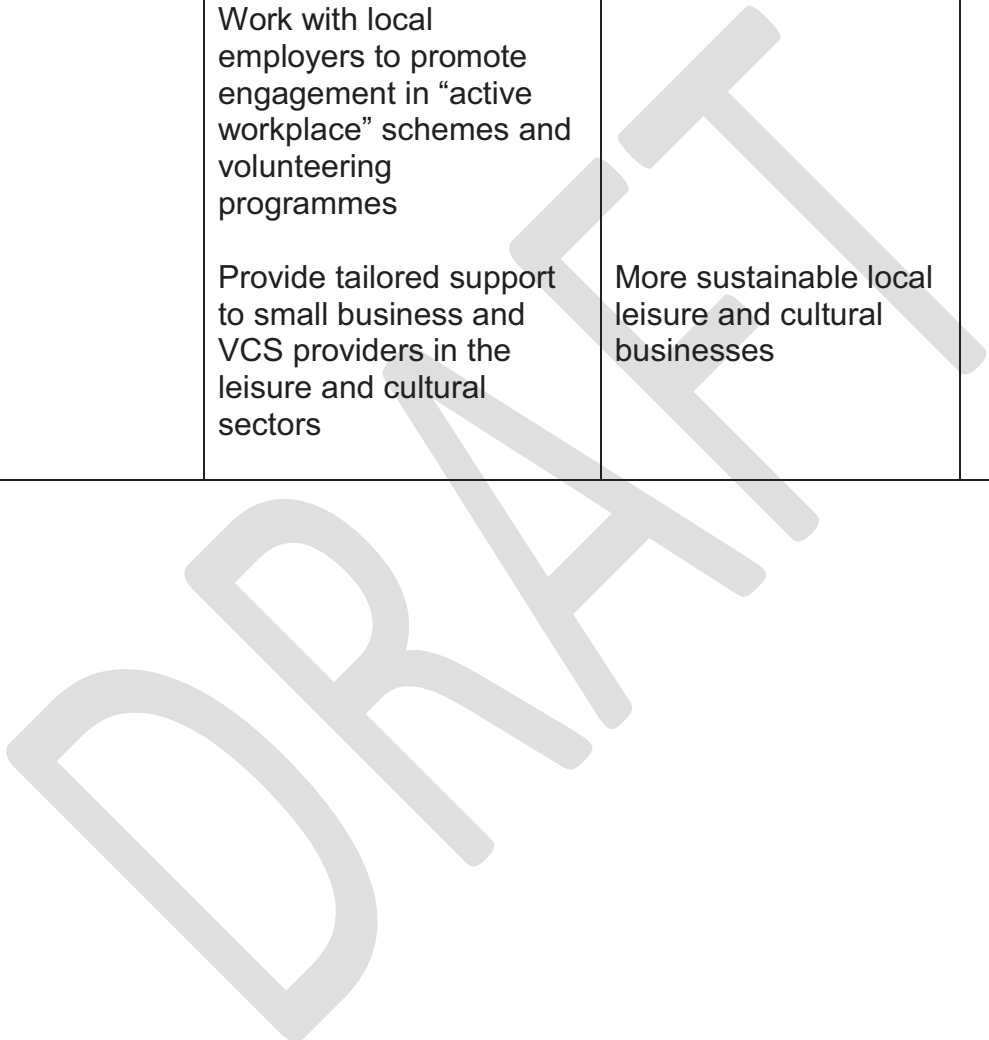 Work with local
employers to promote
engagement in “active
workplace” schemes and
volunteering
programmes
Provide tailored support
to small business and
VCS providers in the
leisure and cultural
sectors
More sustainable local
leisure and cultural
businesses
DRAFT